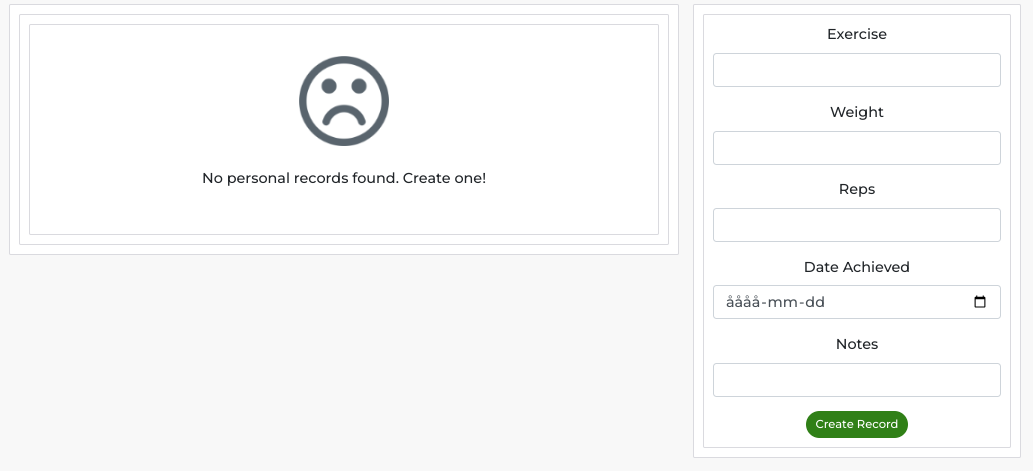 No personal records found. Create one!
Exercise
Weight
Reps
Date Achieved
åååå-mm-dd
Notes
Create Record